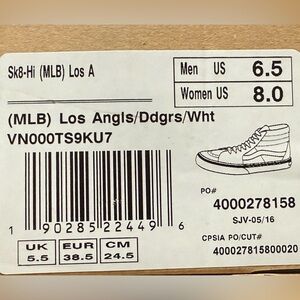 Sk8-Hi (MLB) Los A
Men US 6.5
Women US 8.0
(MLB) Los Angls/Ddgrs/Wht
VN000TS9KU7
PO#
4000278158
SJV-05/16
CPSIA PO/CUT#
400027815800020
1 90285 22449 6
UK EUR CM
5.5 38.5 24.5